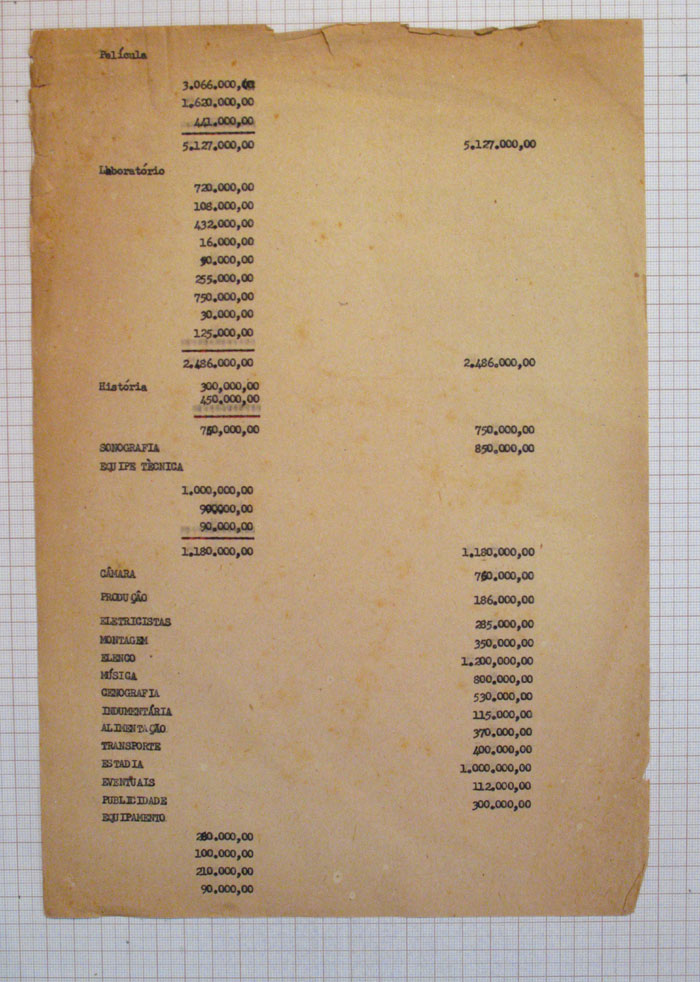 Película
3.066.000,00
1.620.000,00
441.000,00
5.127.000,00 5.127.000,00
Laboratório
720.000,00
108.000,00
432.000,00
16.000,00
90.000,00
255.000,00
750.000,00
30.000,00
125.000,00
2.486.000,00 2.486.000,00
História 300,000,00
450.000,00
750,000,00 750.000,00
SONOGRAFIA 850.000,00
EQUIPE TÈCNICA
1.000,000,00
90.000,00
1.180.000,00 1.180.000,00
CÂMARA 750.000,00
PRODUÇÃO 186.000,00
ELETRICISTAS 285.000,00
MONTAGEM 350.000,00
ELENCO 1.200,000,00
MÚSICA 800.000,00
CENOGRAFIA 530.000,00
INDUMENTÁRIA 115.000,00
ALIMENTAÇÃO 370.000,00
TRANSPORTE 400.000,00
ESTADIA 1.000.000,00
EVENTUAIS 112.000,00
PUBLICIDADE 300.000,00
EQUIPAMENTO
280.000,00
100.000,00
210.000,00
90.000,00